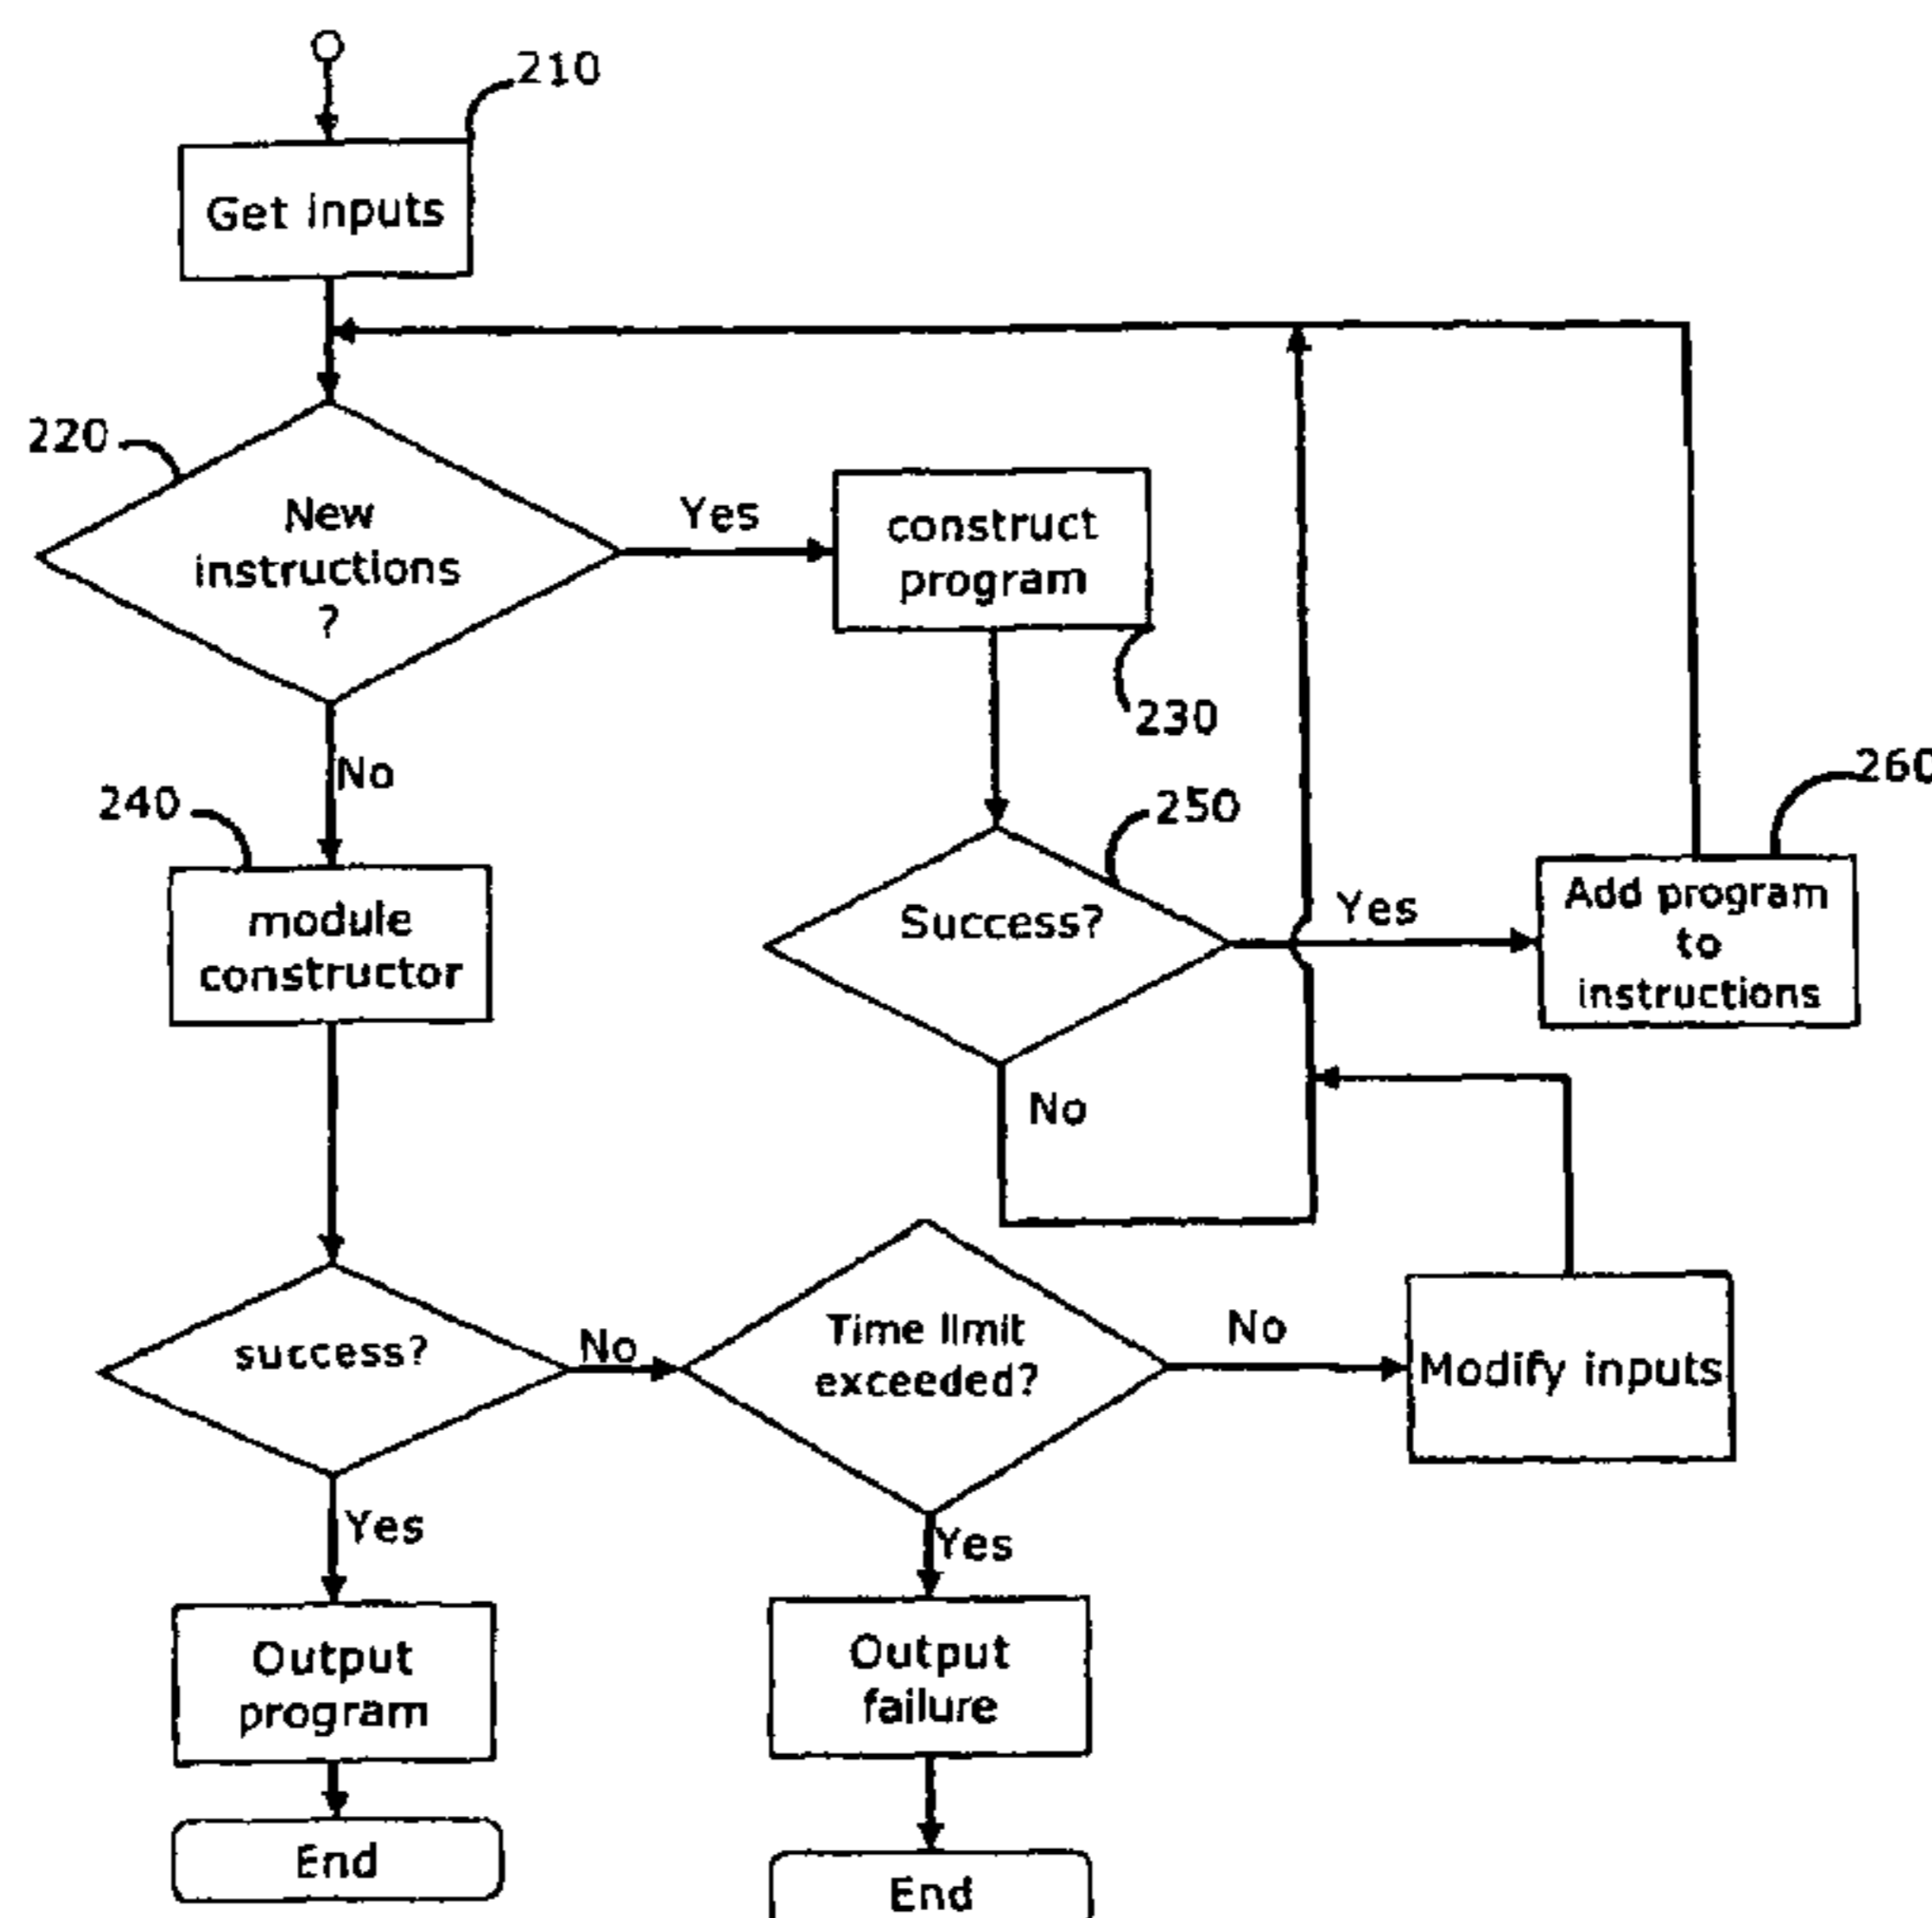 210
Get inputs
220
New
instructions
?
Yes
construct
program
230
No
240
module
constructor
250
Success?
Yes
260
Add program
to
instructions
No
success?
No
Time limit
exceeded?
No
Modify inputs
Yes
Yes
Output
program
Output
failure
End
End